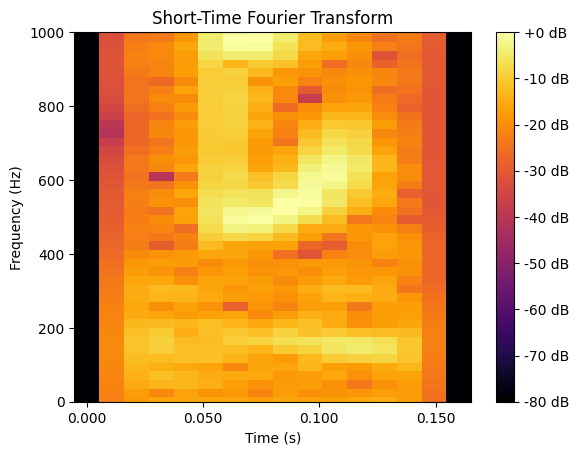 Short-Time Fourier Transform
Frequency (Hz)
1000
800
600
400
200
0
0.000 0.050 0.100 0.150
Time (s)
+0 dB
-10 dB
-20 dB
-30 dB
-40 dB
-50 dB
-60 dB
-70 dB
-80 dB